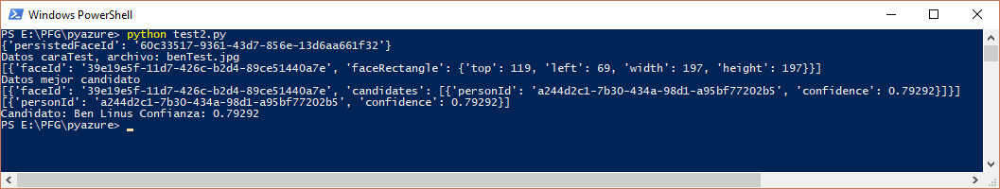 Windows PowerShell
PS E:\PFG\pyazure> python test2.py
{'persistedFaceId': '60c33517-9361-43d7-856e-13d6aa661f32'}
Datos caraTest, archivo: benTest.jpg
[{'faceId': '39e19e5f-11d7-426c-b2d4-89ce51440a7e', 'faceRectangle': {'top': 119, 'left': 69, 'width': 197, 'height': 197}}]
Datos mejor candidato
[{'faceId': '39e19e5f-11d7-426c-b2d4-89ce51440a7e', 'candidates': [{'personId': 'a244d2c1-7b30-434a-98d1-a95bf77202b5', 'confidence': 0.79292}]}]
[{'personId': 'a244d2c1-7b30-434a-98d1-a95bf77202b5', 'confidence': 0.79292}]
Candidato: Ben Linus Confianza: 0.79292
PS E:\PFG\pyazure>